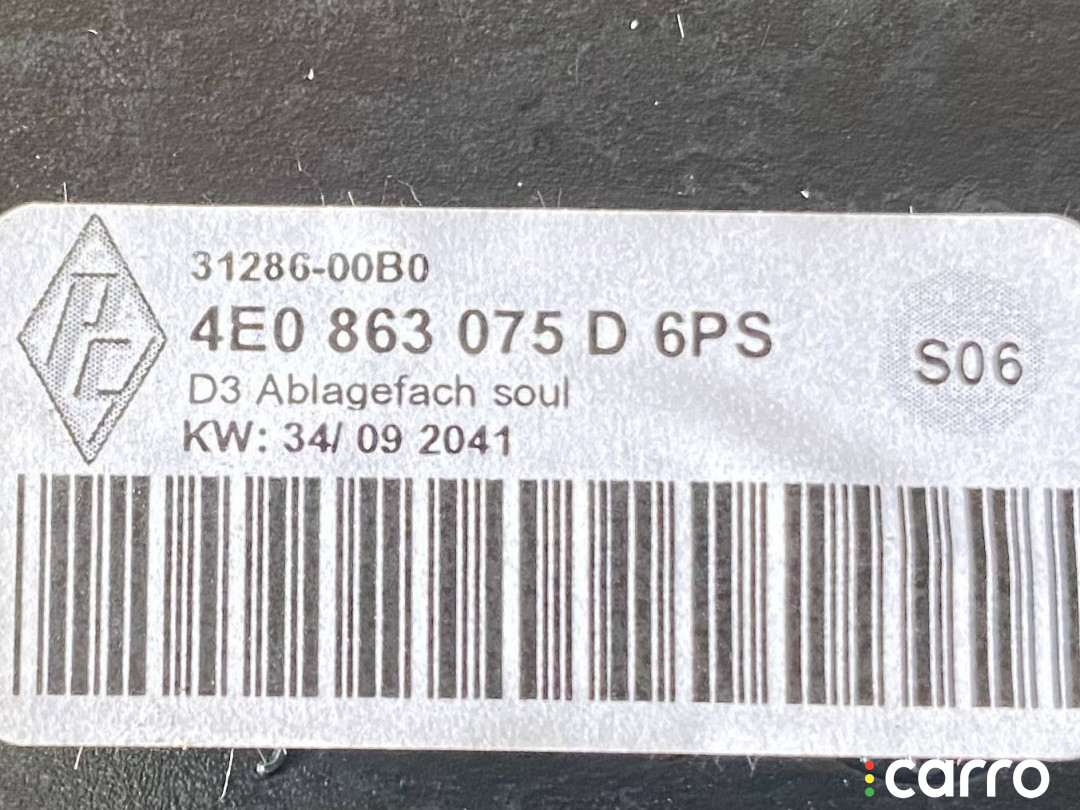 31286-00B0
4E0 863 075 D 6PS
D3 Ablagefach soul
KW: 34/ 09 2041
S06
carro